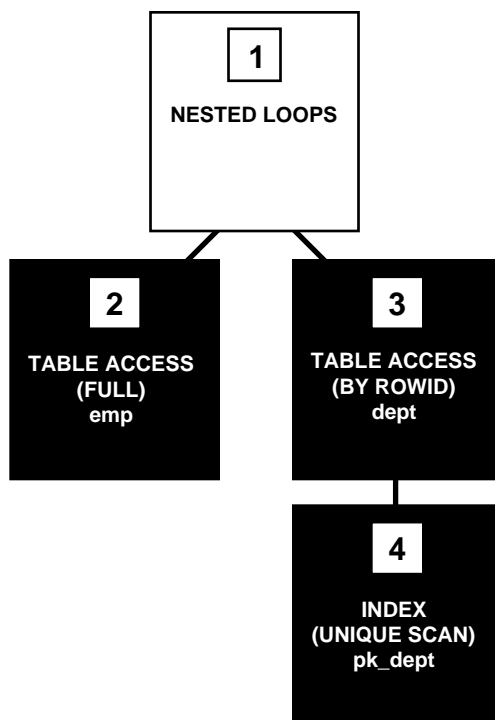 1
NESTED LOOPS
2
TABLE ACCESS
(FULL)
emp
3
TABLE ACCESS
(BY ROWID)
dept
4
INDEX
(UNIQUE SCAN)
pk_dept